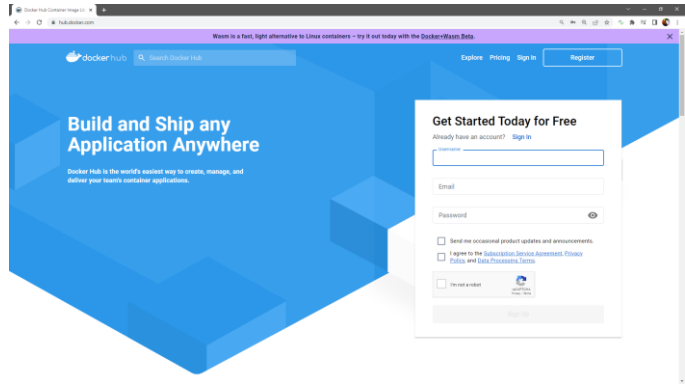 Docker Hub Container Image Li
hub.docker.com
Wasm is a fast, light alternative to Linux containers – try it out today with the Docker+Wasm Beta.
dockerhub
Search Docker Hub
Explore Pricing Sign In Register
Build and Ship any
Application Anywhere
Docker Hub is the world's easiest way to create, manage, and
deliver your team's container applications.
Get Started Today for Free
Already have an account? Sign In
Username
Email
Password
Send me occasional product updates and announcements.
I agree to the Subscription Service Agreement, Privacy
Policy, and Data Processing Terms.
I'm not a robot
reCAPTCHA
Privacy - Terms
Sign Up